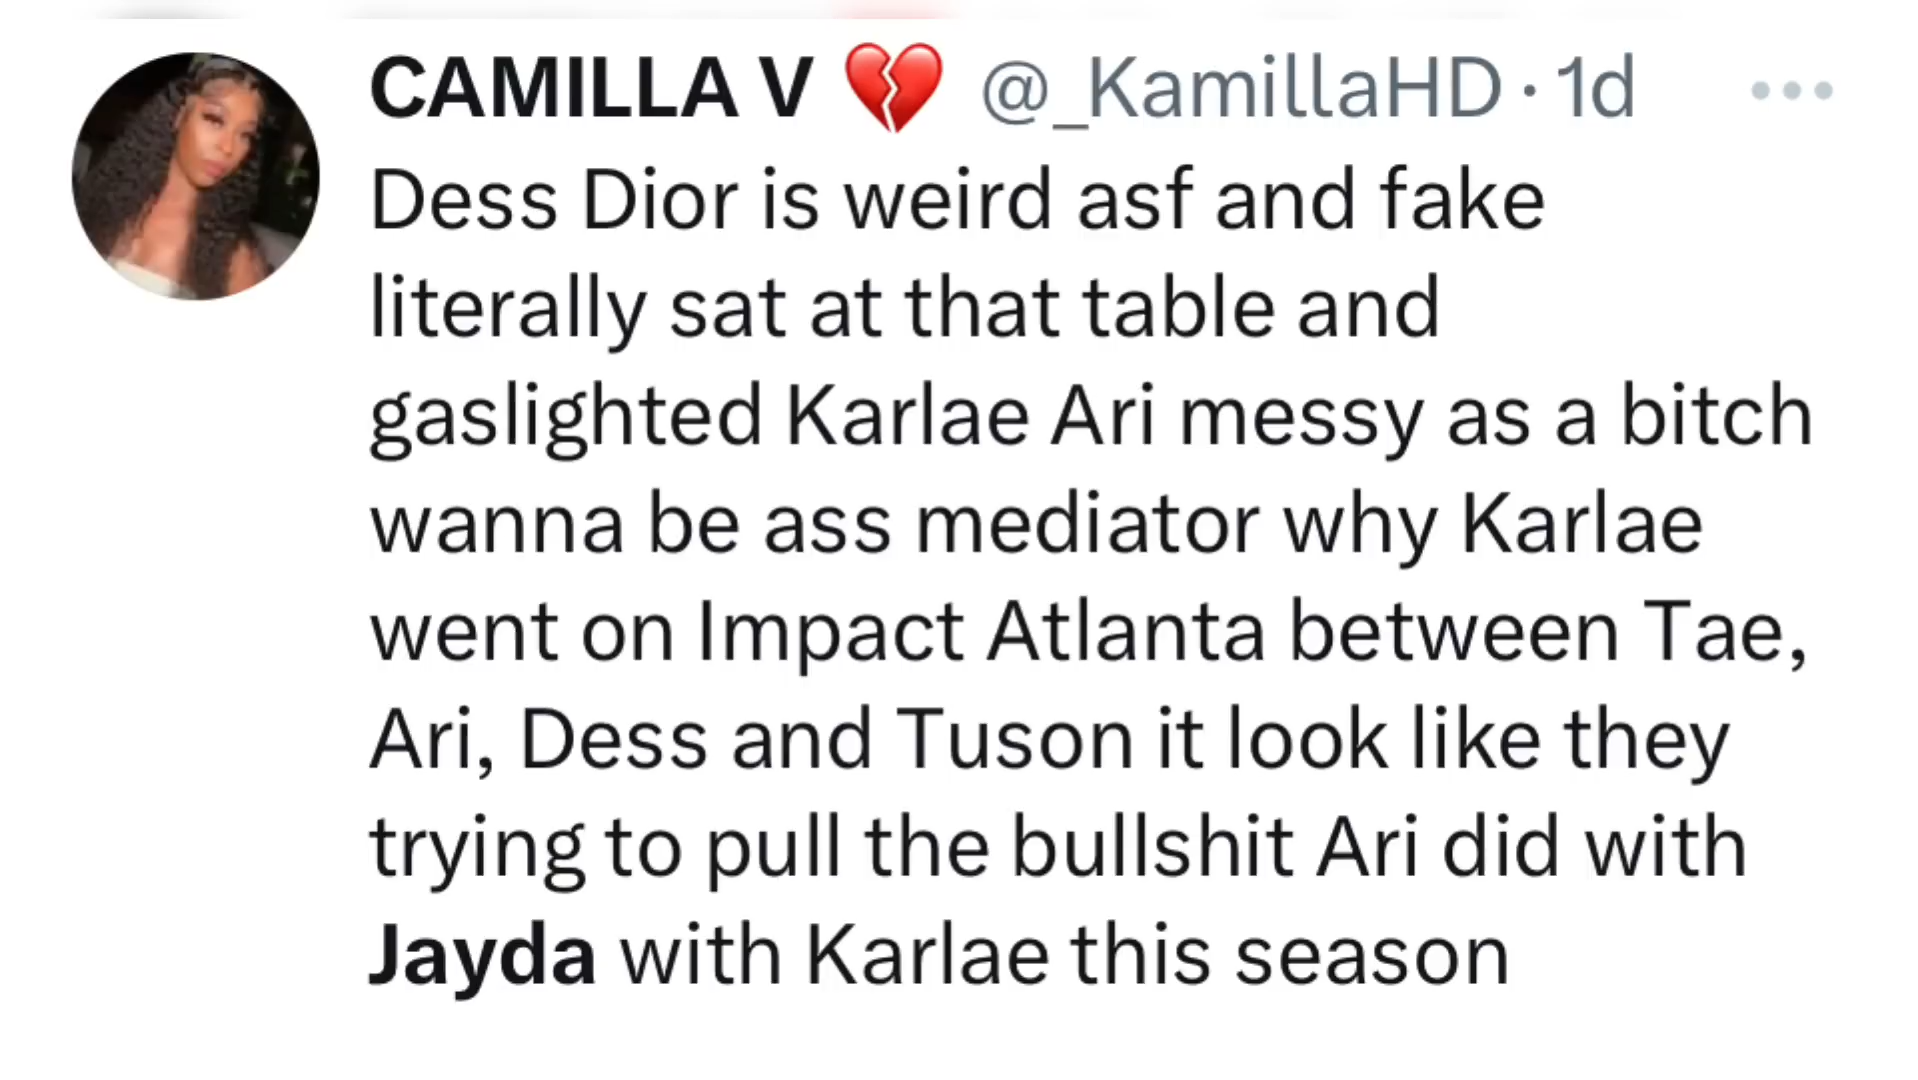 CAMILLA V 💔 @_KamillaHD · 1d
Dess Dior is weird asf and fake
literally sat at that table and
gaslighted Karlae Ari messy as a bitch
wanna be ass mediator why Karlae
went on Impact Atlanta between Tae,
Ari, Dess and Tuson it look like they
trying to pull the bullshit Ari did with
Jayda with Karlae this season